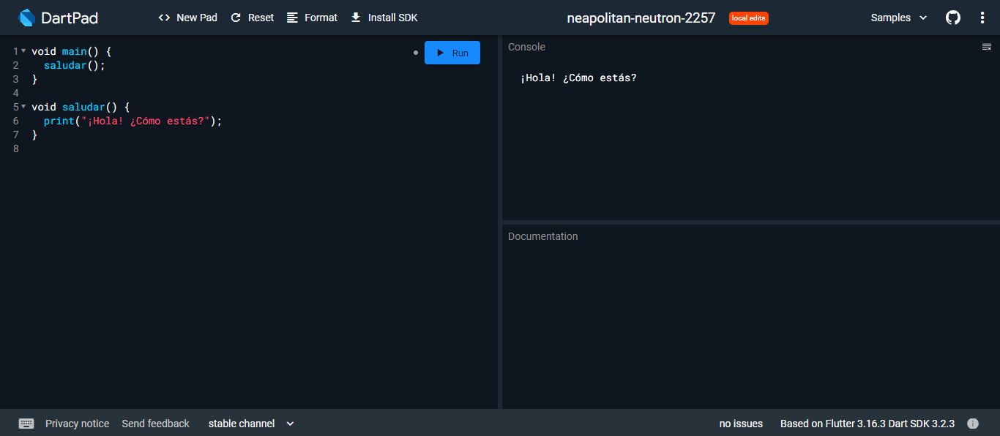 DartPad
New Pad
Reset
Format
Install SDK
neapolitan-neutron-2257
local edits
Samples
1 void main() {
2   saludar();
3 }
4
5 void saludar() {
6   print("¡Hola! ¿Cómo estás?");
7 }
8
Run
Console
¡Hola! ¿Cómo estás?
Documentation
Privacy notice
Send feedback
stable channel
no issues
Based on Flutter 3.16.3 Dart SDK 3.2.3